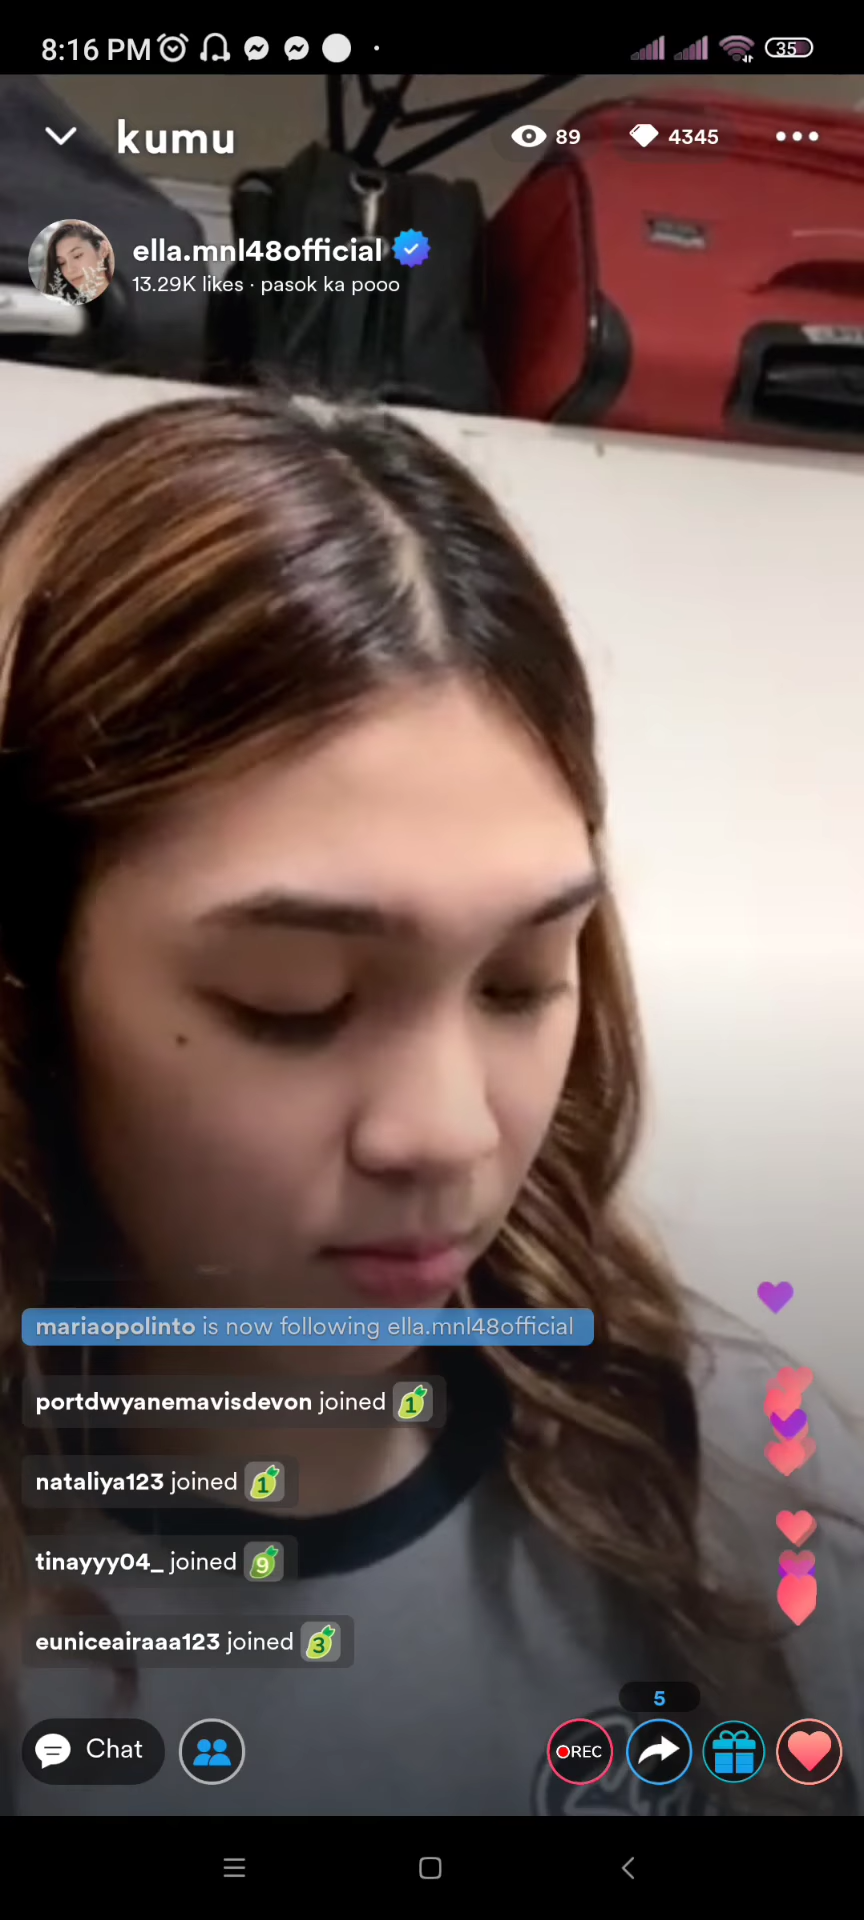 8:16 PM 35
kumu 89 4345
ella.mnl48official
13.29K likes · pasok ka pooo
mariaopolinto is now following ella.mnl48official
portdwyanemavisdevon joined 1
nataliya123 joined 1
tinayyy04_ joined 9
euniceairaaa123 joined 3
5
Chat REC